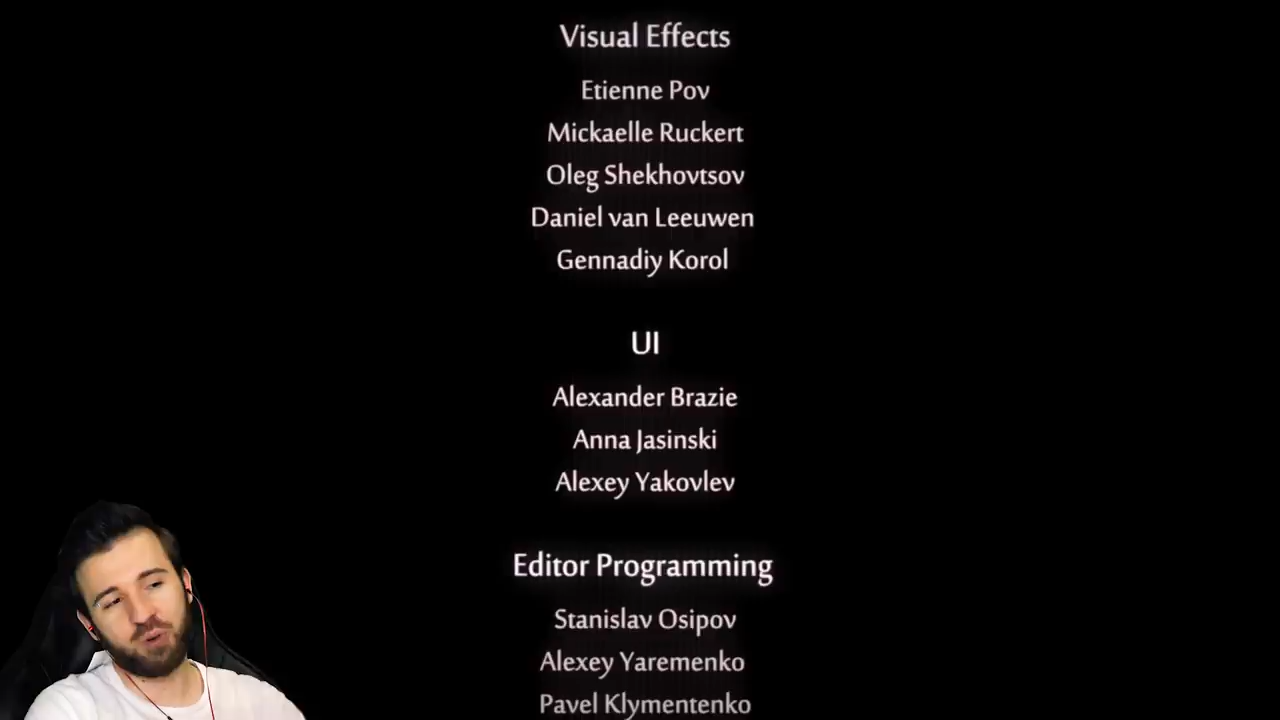 Visual Effects
Etienne Pov
Mickaelle Ruckert
Oleg Shekhovtsov
Daniel van Leeuwen
Gennadiy Korol
UI
Alexander Brazie
Anna Jasinski
Alexey Yakovlev
Editor Programming
Stanislav Osipov
Alexey Yaremenko
Pavel Klymentenko